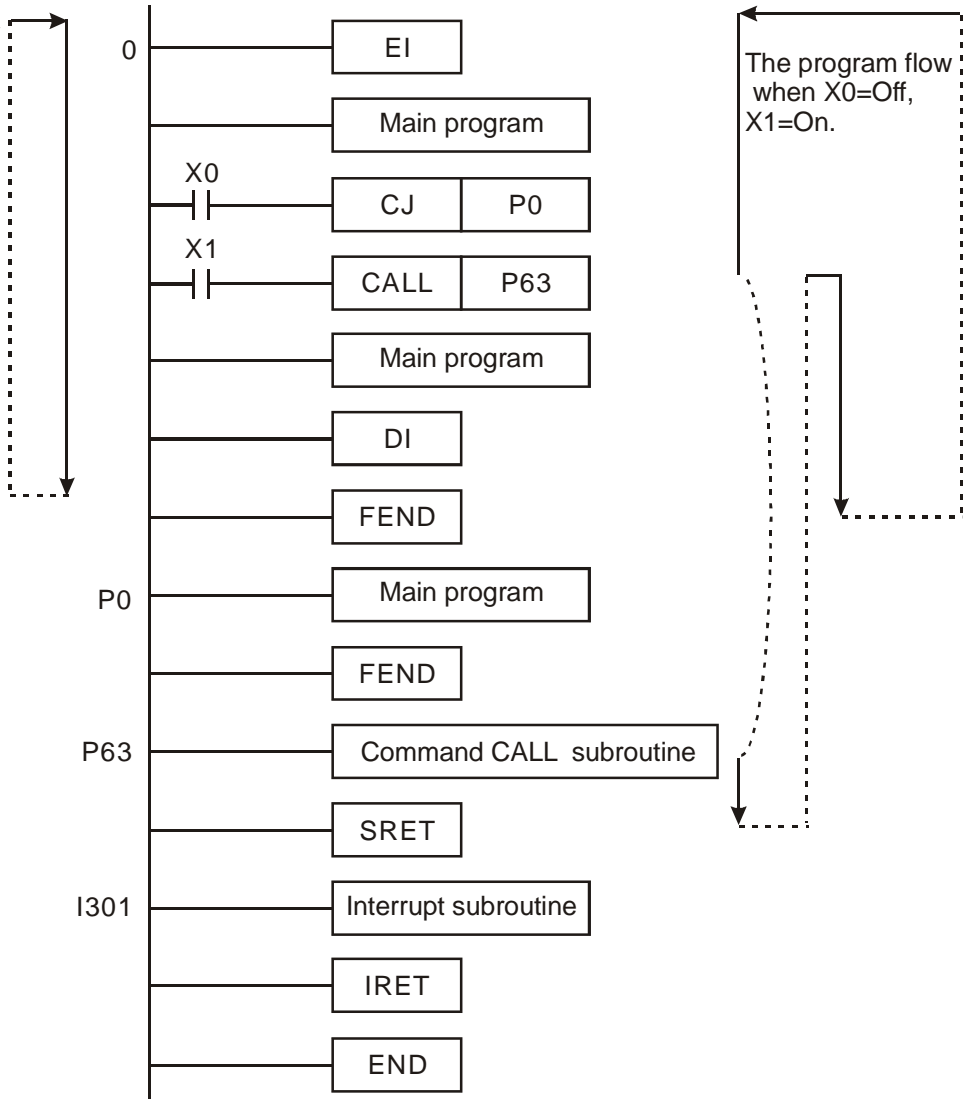 0 EI
The program flow
when X0=Off,
X1=On.
Main program
X0
CJ P0
X1
CALL P63
Main program
DI
FEND
P0 Main program
FEND
P63 Command CALL subroutine
SRET
I301 Interrupt subroutine
IRET
END